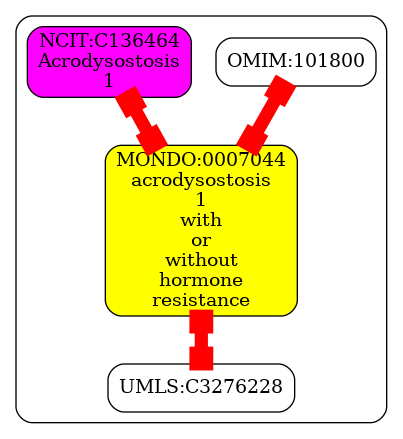 NCIT:C136464
Acrodysostosis
1
OMIM:101800
MONDO:0007044
acrodysostosis
1
with
or
without
hormone
resistance
UMLS:C3276228